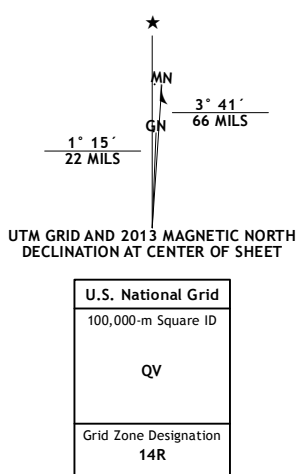 ★
MN
3° 41´
66 MILS
GN
1° 15´
22 MILS
UTM GRID AND 2013 MAGNETIC NORTH
DECLINATION AT CENTER OF SHEET
U.S. National Grid
100,000-m Square ID
QV
Grid Zone Designation
14R